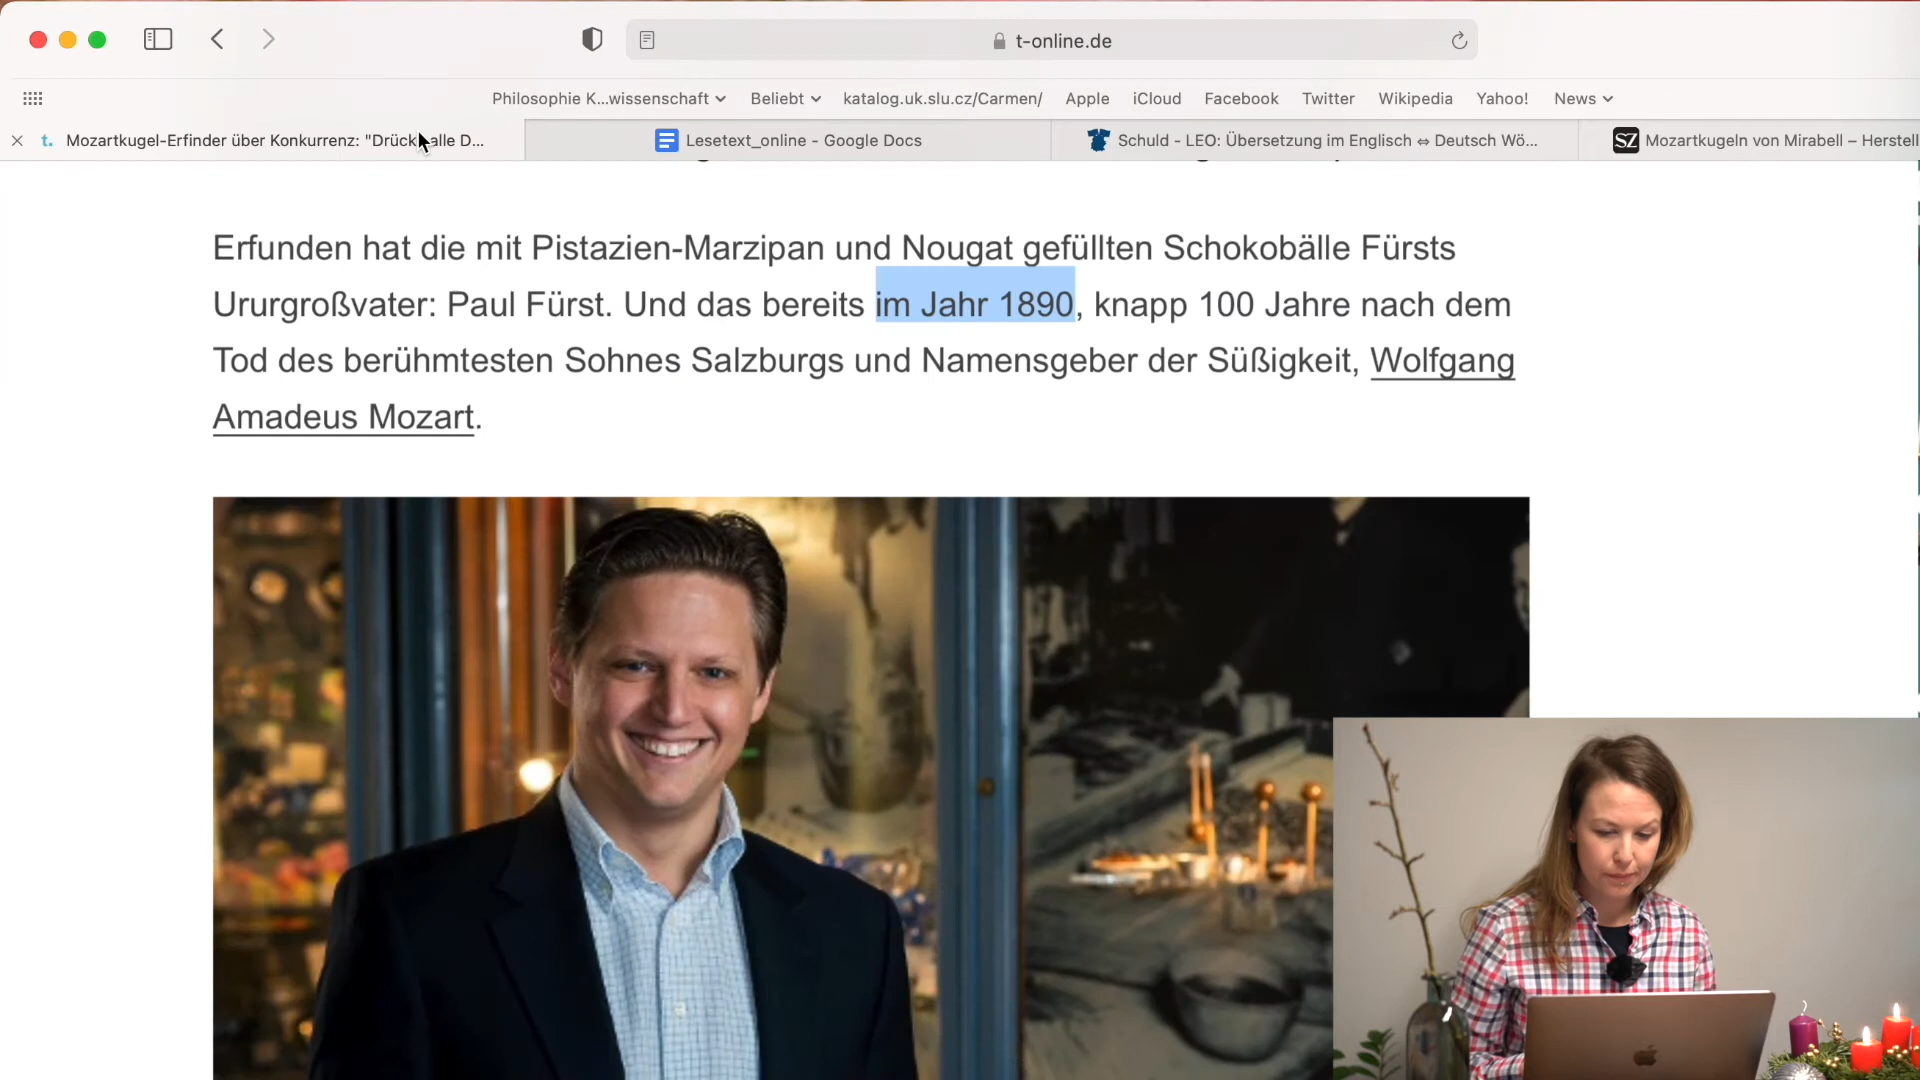 t-online.de
Philosophie K...wissenschaft Beliebt katalog.uk.slu.cz/Carmen/ Apple iCloud Facebook Twitter Wikipedia Yahoo! News
t. Mozartkugel-Erfinder über Konkurrenz: "Drück alle D... Lesetext_online - Google Docs Schuld - LEO: Übersetzung im Englisch ⇔ Deutsch Wö... SZ Mozartkugeln von Mirabell – Herstell
Erfunden hat die mit Pistazien-Marzipan und Nougat gefüllten Schokobälle Fürsts
Ururgroßvater: Paul Fürst. Und das bereits im Jahr 1890, knapp 100 Jahre nach dem
Tod des berühmtesten Sohnes Salzburgs und Namensgeber der Süßigkeit, Wolfgang
Amadeus Mozart.